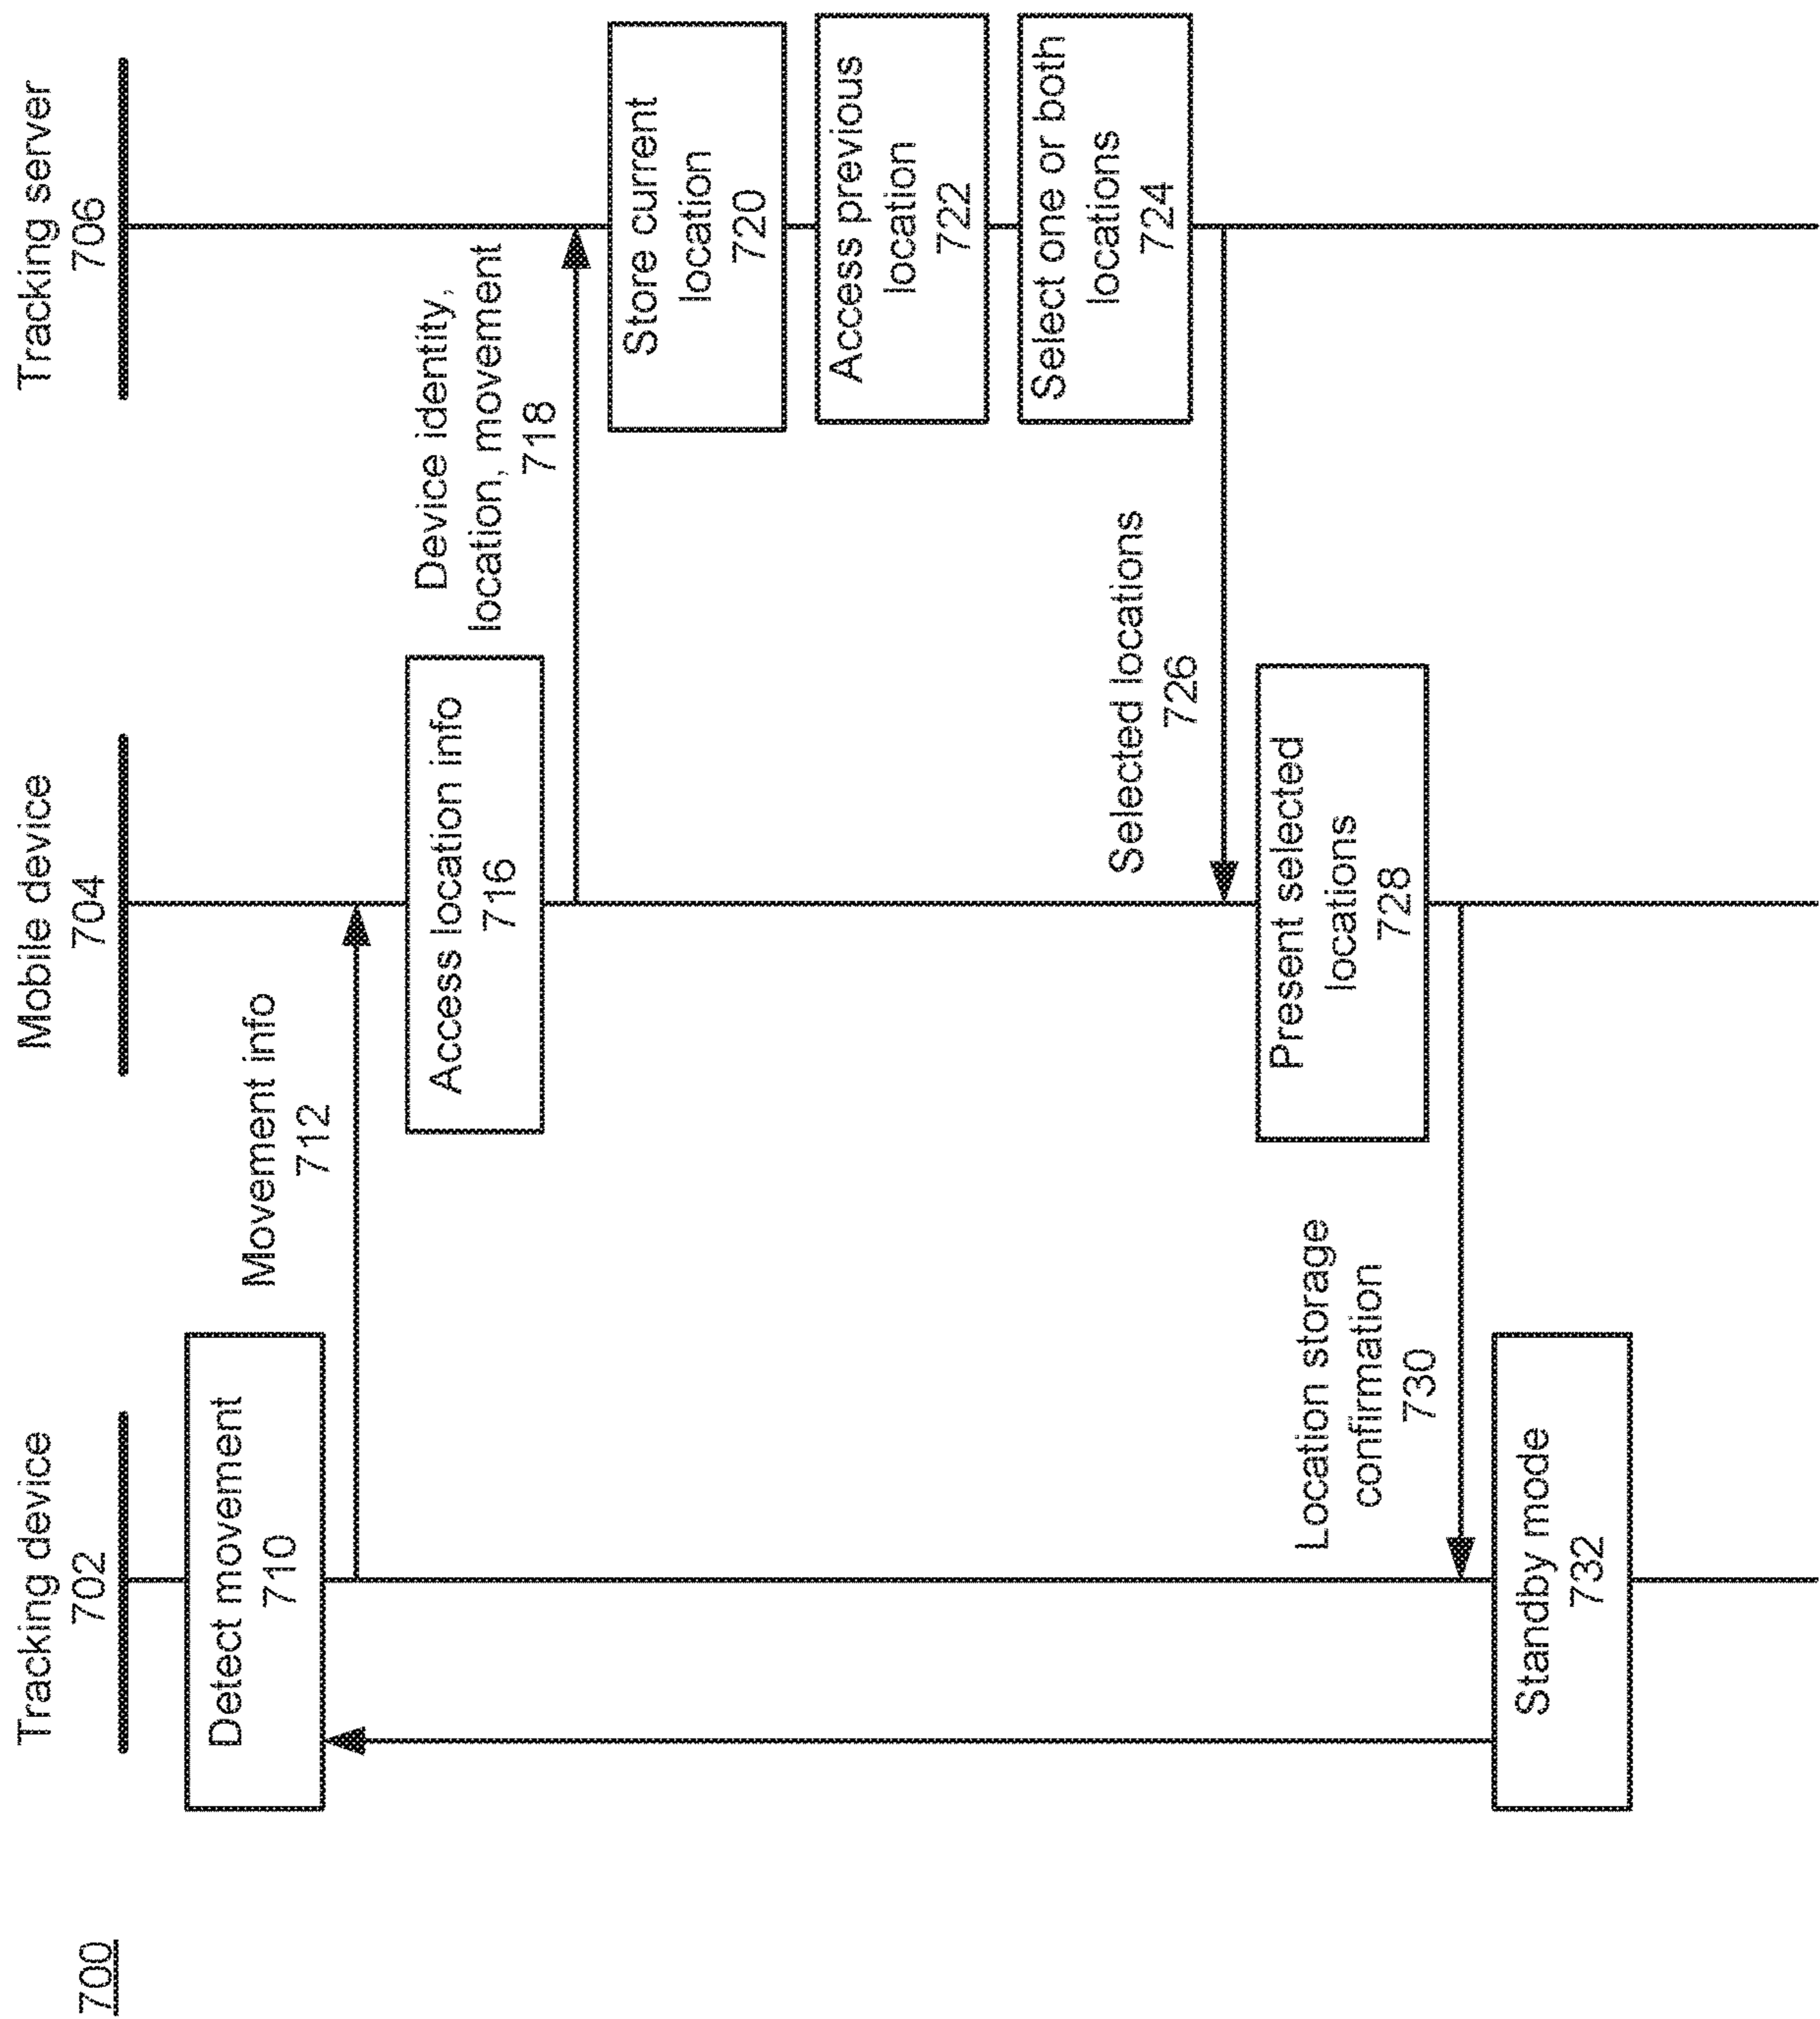 700
Tracking device
702
Mobile device
704
Tracking server
706
Detect movement
710
Movement info
712
Access location info
716
Device identity,
location, movement
718
Store current
location
720
Access previous
location
722
Select one or both
locations
724
Selected locations
726
Present selected
locations
728
Location storage
confirmation
730
Standby mode
732